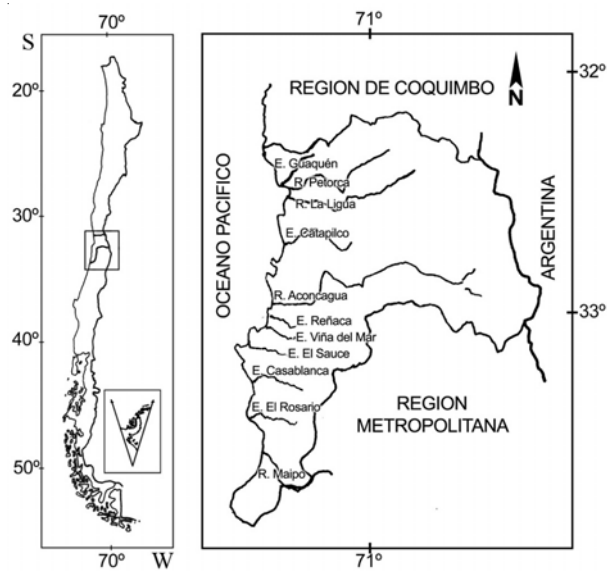 70º
S
20º
30º
40º
50º
70º
W
71º
32º
REGION DE COQUIMBO
N
E. Guaquén
R. Petorca
R. La Ligua
E. Catapilco
OCEANO PACIFICO
ARGENTINA
R. Aconcagua
33º
E. Reñaca
E. Viña del Mar
E. El Sauce
E. Casablanca
E. El Rosario
REGION
METROPOLITANA
R. Maipo
71º